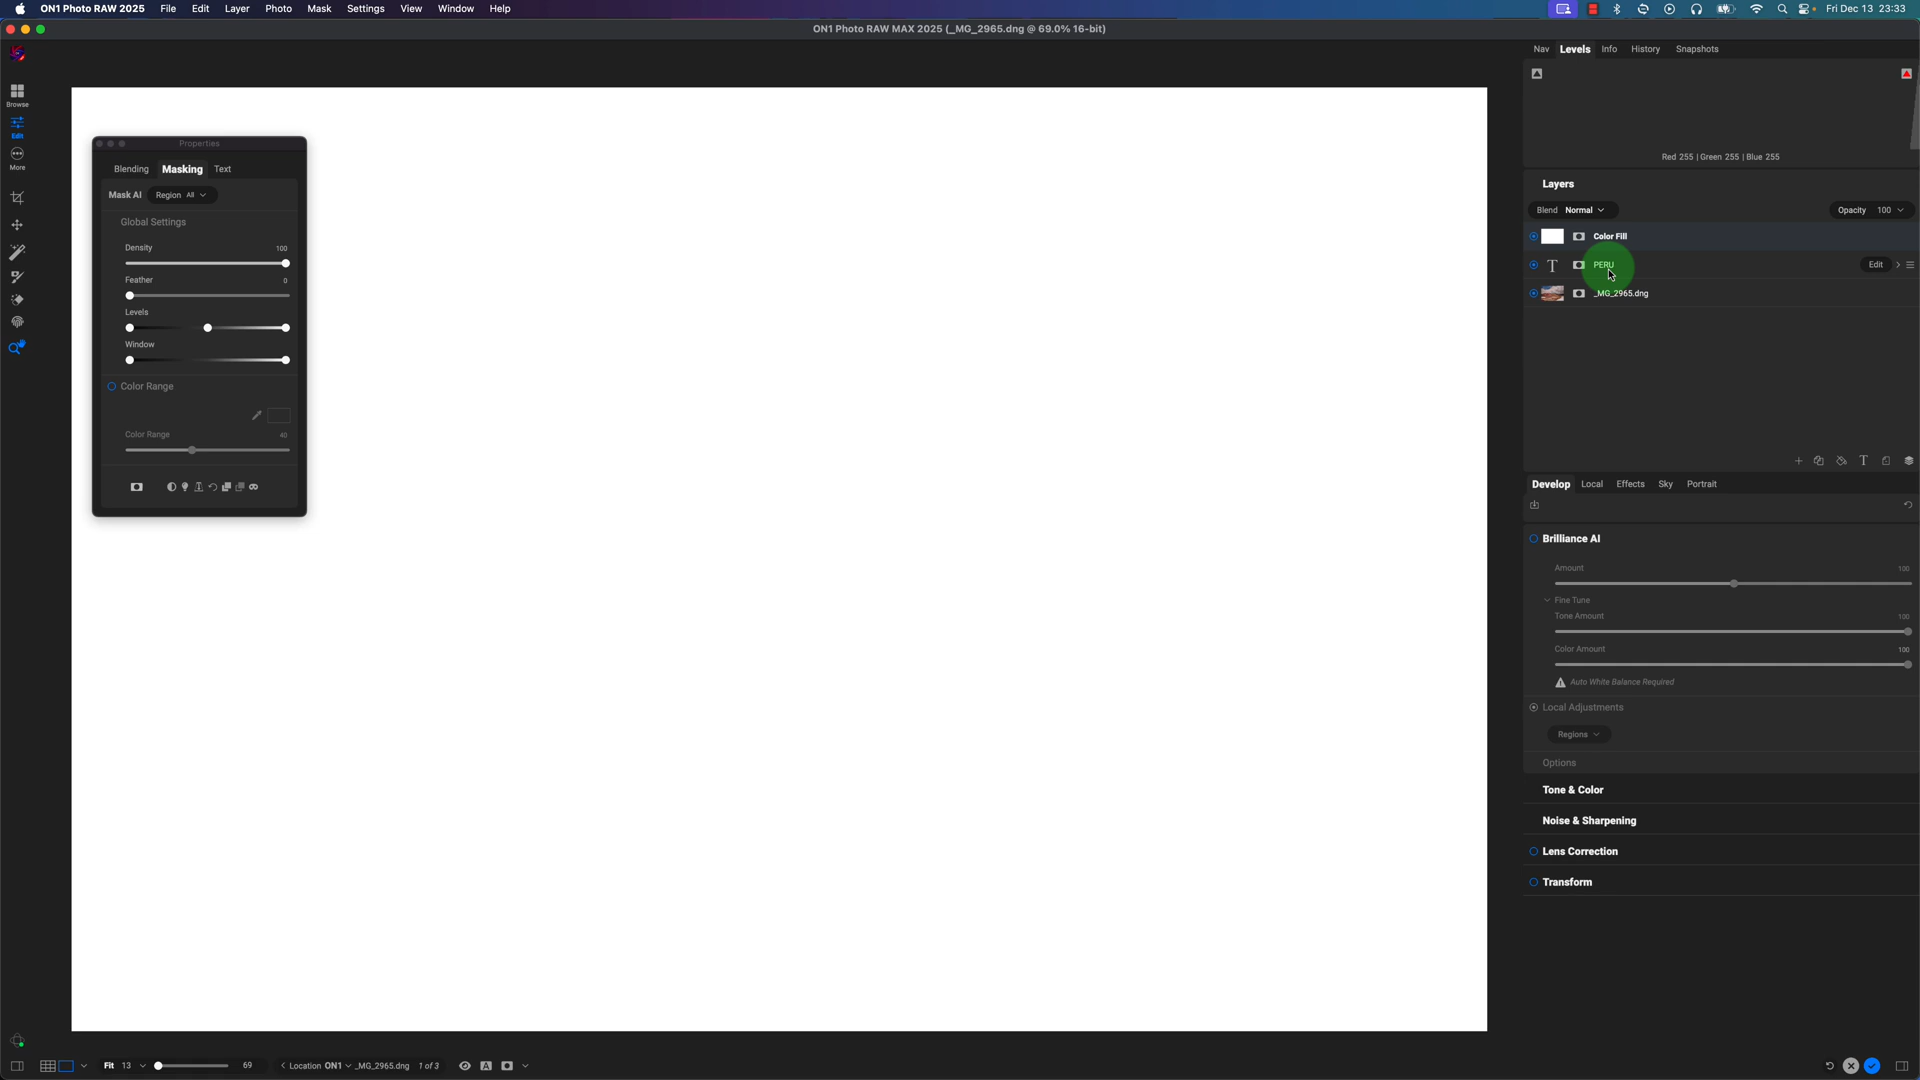 ON1 Photo RAW 2025 File Edit Layer Photo Mask Settings View Window Help Fri Dec 13 23:33
ON1 Photo RAW MAX 2025 (_MG_2965.dng @ 69.0% 16-bit)
Nav Levels Info History Snapshots
Browse
Edit
More
Red 255 | Green 255 | Blue 255
Properties
Blending Masking Text
Mask AI Region All
Global Settings
Density 100
Feather 0
Levels
Window
Color Range
Color Range 40
Layers
Blend Normal Opacity 100
Color Fill
T PERU Edit
_MG_2965.dng
T
Develop Local Effects Sky Portrait
Brilliance AI
Amount 100
Fine Tune
Tone Amount 100
Color Amount 100
Auto White Balance Required
Local Adjustments
Regions
Options
Tone & Color
Noise & Sharpening
Lens Correction
Transform
Fit 13 69 Location ON1 _MG_2965.dng 1 of 3 A